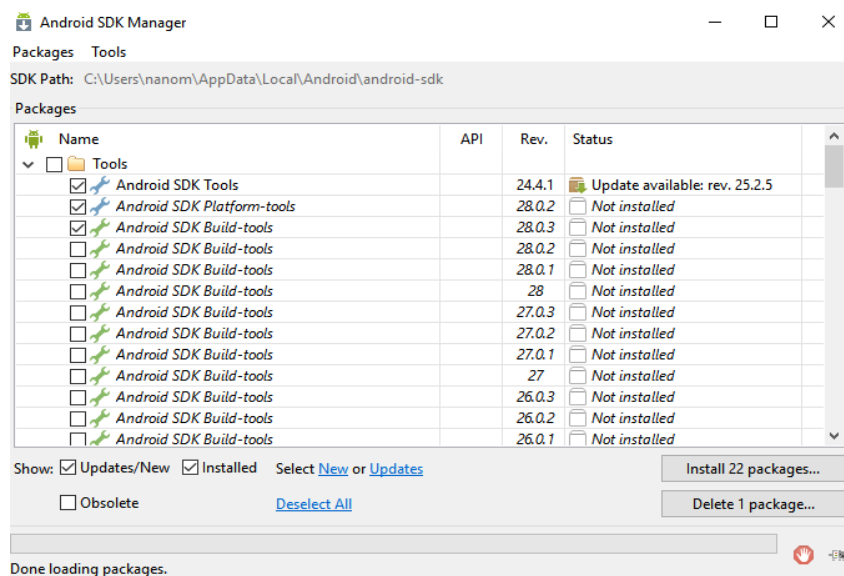 Android SDK Manager
Packages Tools
SDK Path: C:\Users\nanom\AppData\Local\Android\android-sdk
Packages
Name API Rev. Status
Tools
Android SDK Tools 24.4.1 Update available: rev. 25.2.5
Android SDK Platform-tools 28.0.2 Not installed
Android SDK Build-tools 28.0.3 Not installed
Android SDK Build-tools 28.0.2 Not installed
Android SDK Build-tools 28.0.1 Not installed
Android SDK Build-tools 28 Not installed
Android SDK Build-tools 27.0.3 Not installed
Android SDK Build-tools 27.0.2 Not installed
Android SDK Build-tools 27.0.1 Not installed
Android SDK Build-tools 27 Not installed
Android SDK Build-tools 26.0.3 Not installed
Android SDK Build-tools 26.0.2 Not installed
Android SDK Build-tools 26.0.1 Not installed
Show: Updates/New Installed Select New or Updates Install 22 packages...
Obsolete Deselect All Delete 1 package...
Done loading packages.